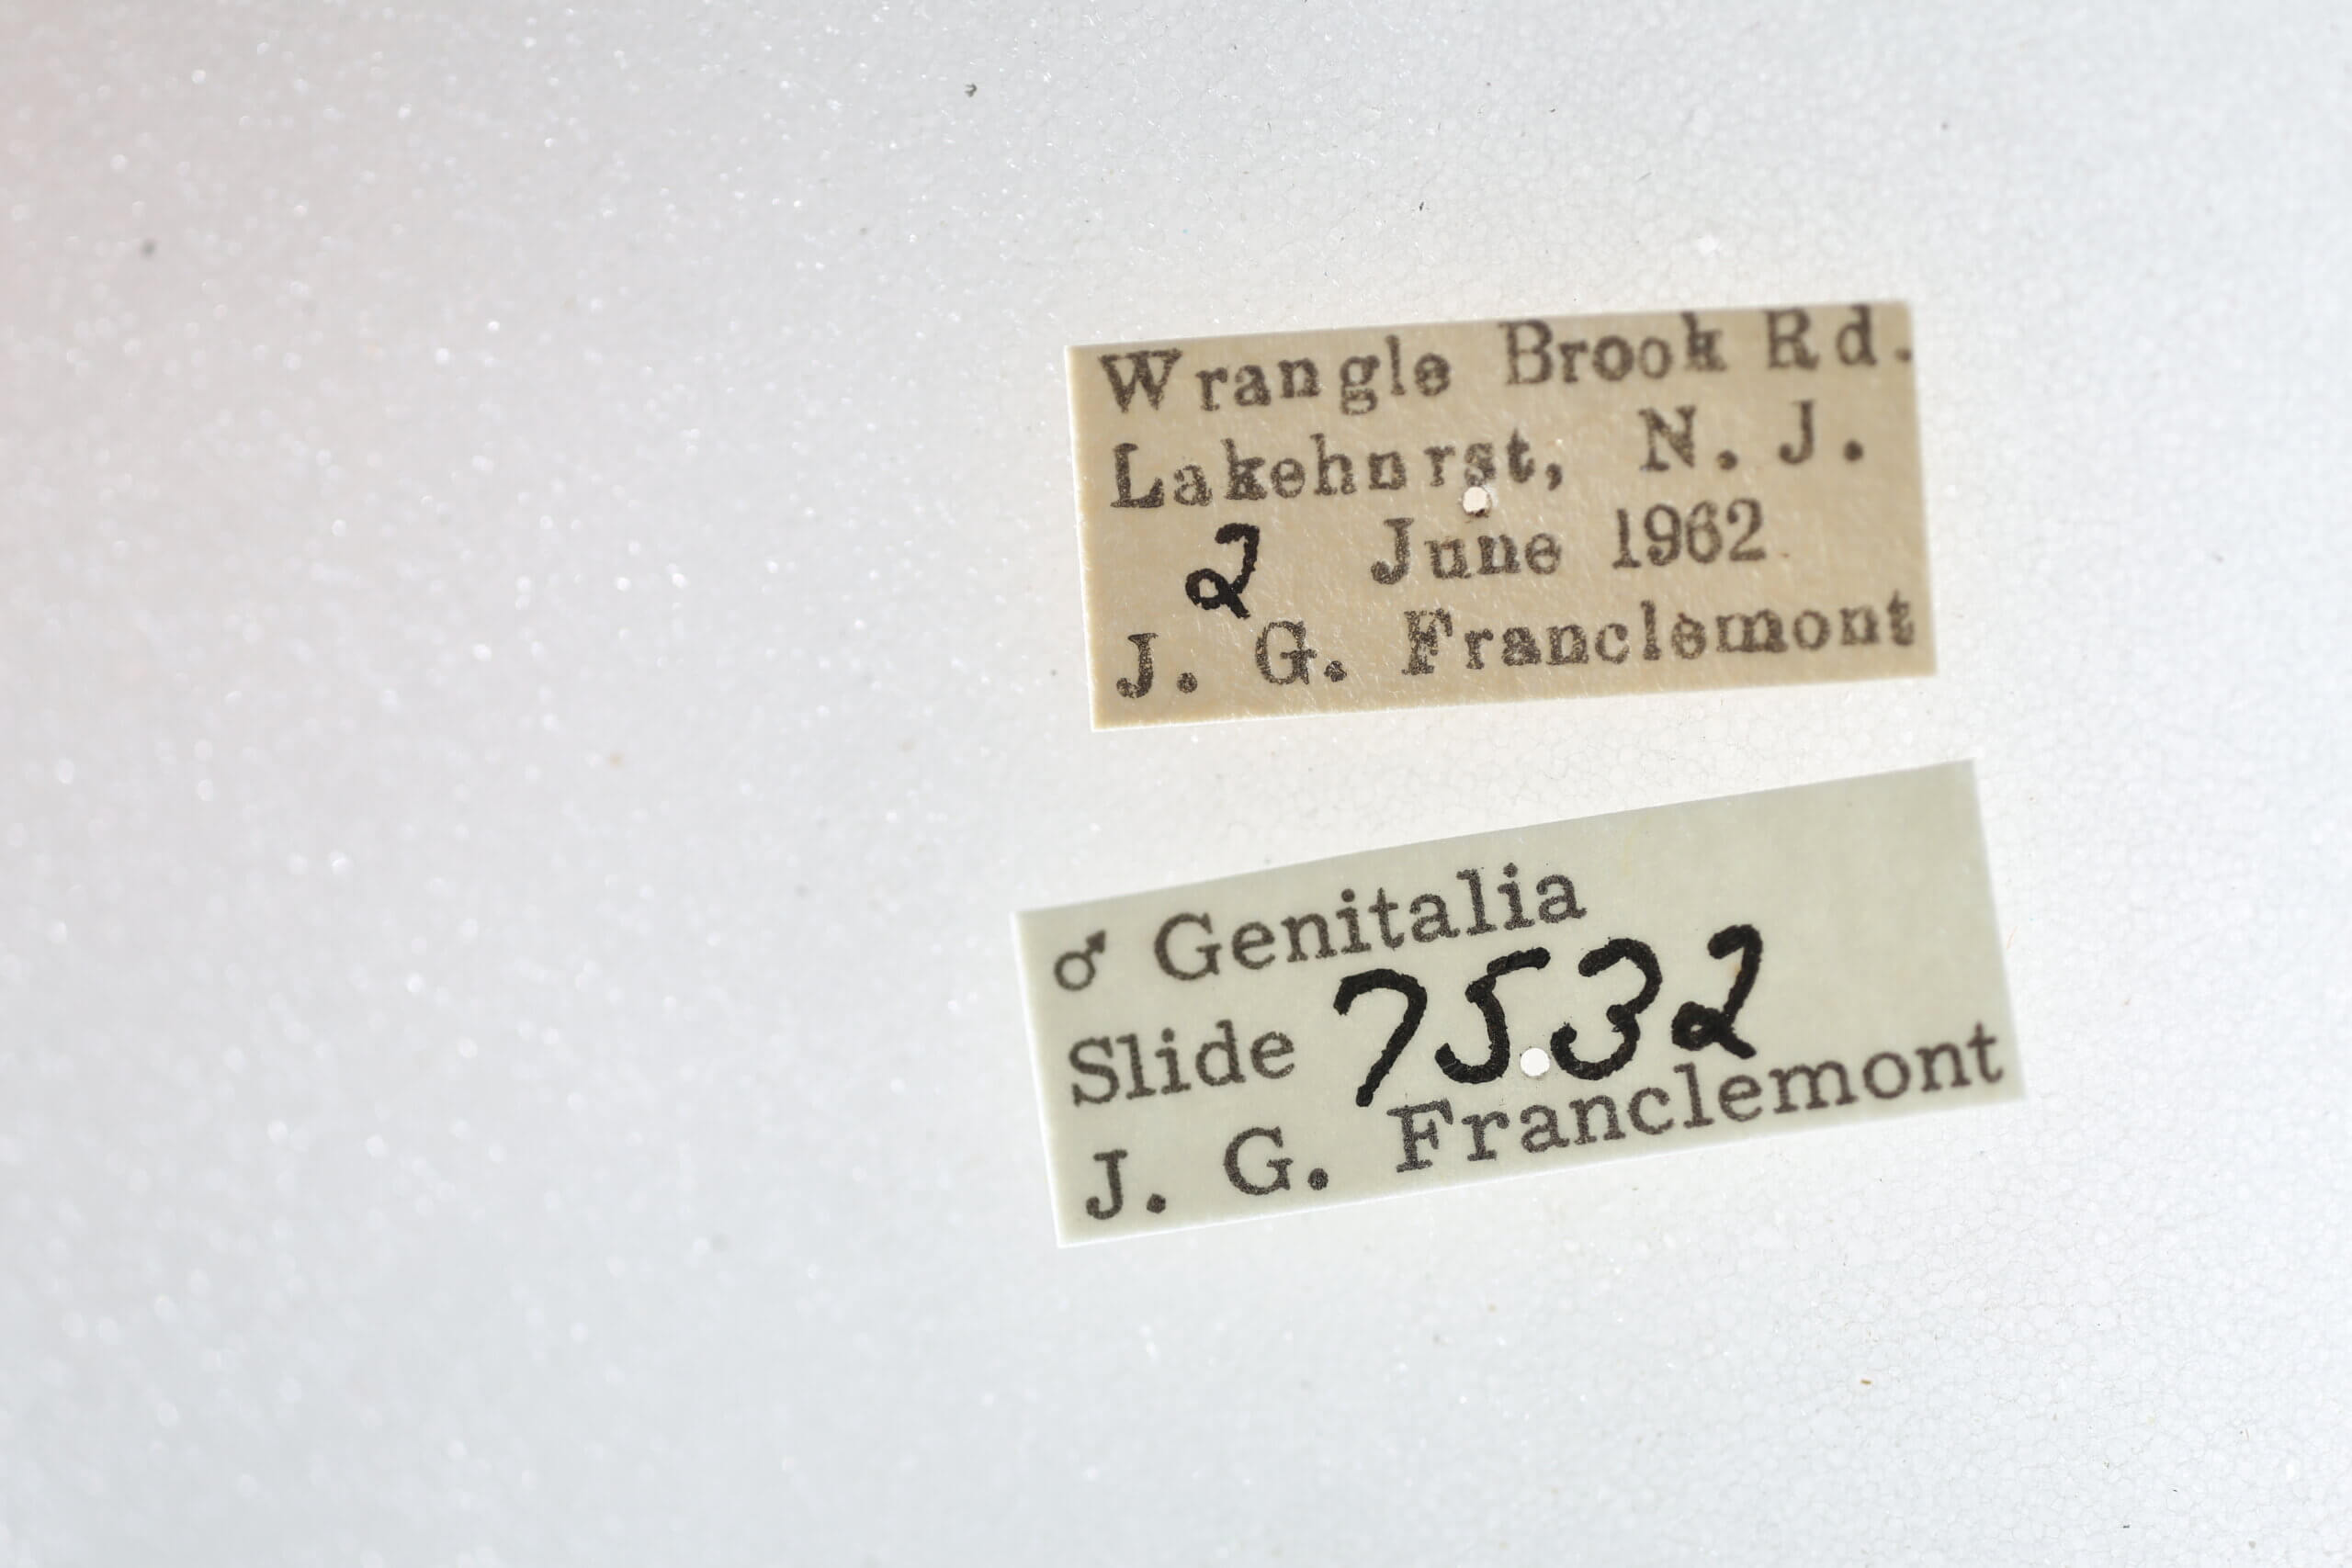 Wrangle Brook Rd.
Lakehurst, N. J.
2 June 1962
J. G. Franclemont
♂ Genitalia
Slide 7532
J. G. Franclemont